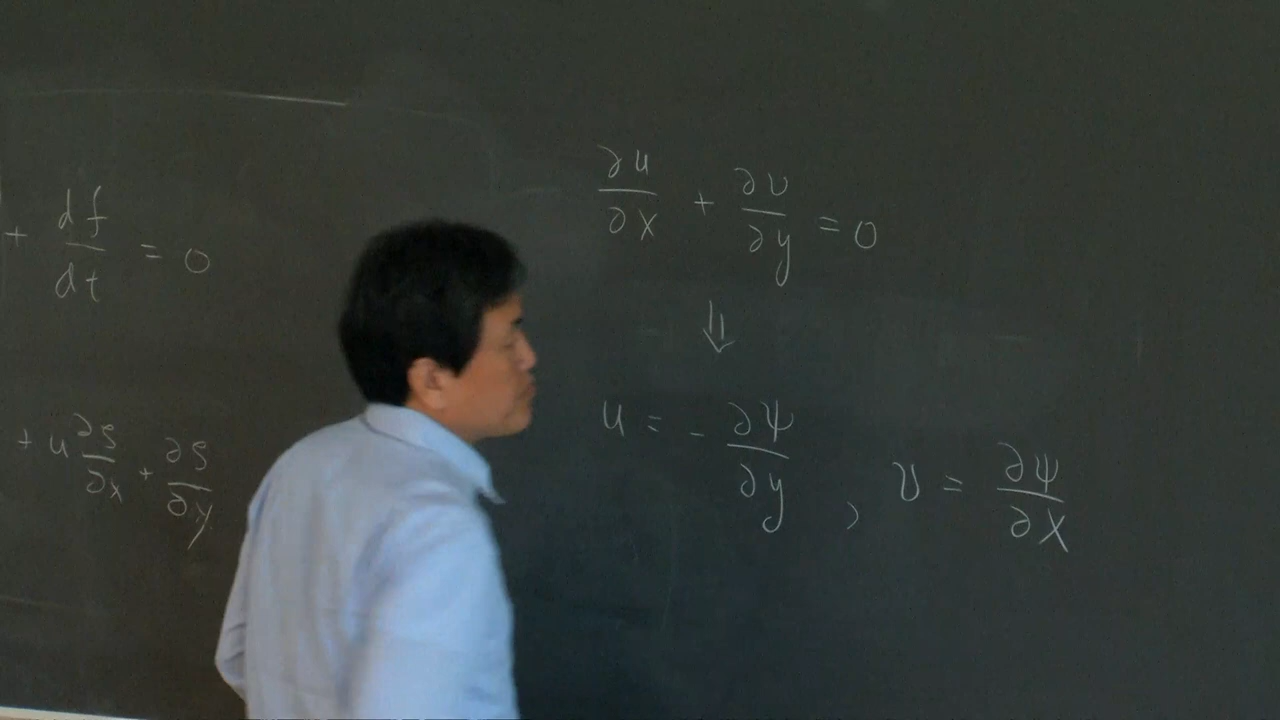 + df/dt = 0
+ u ∂ζ/∂x + ∂ζ/∂y
∂u/∂x + ∂v/∂y = 0
⇓
u = - ∂ψ/∂y , v = ∂ψ/∂x